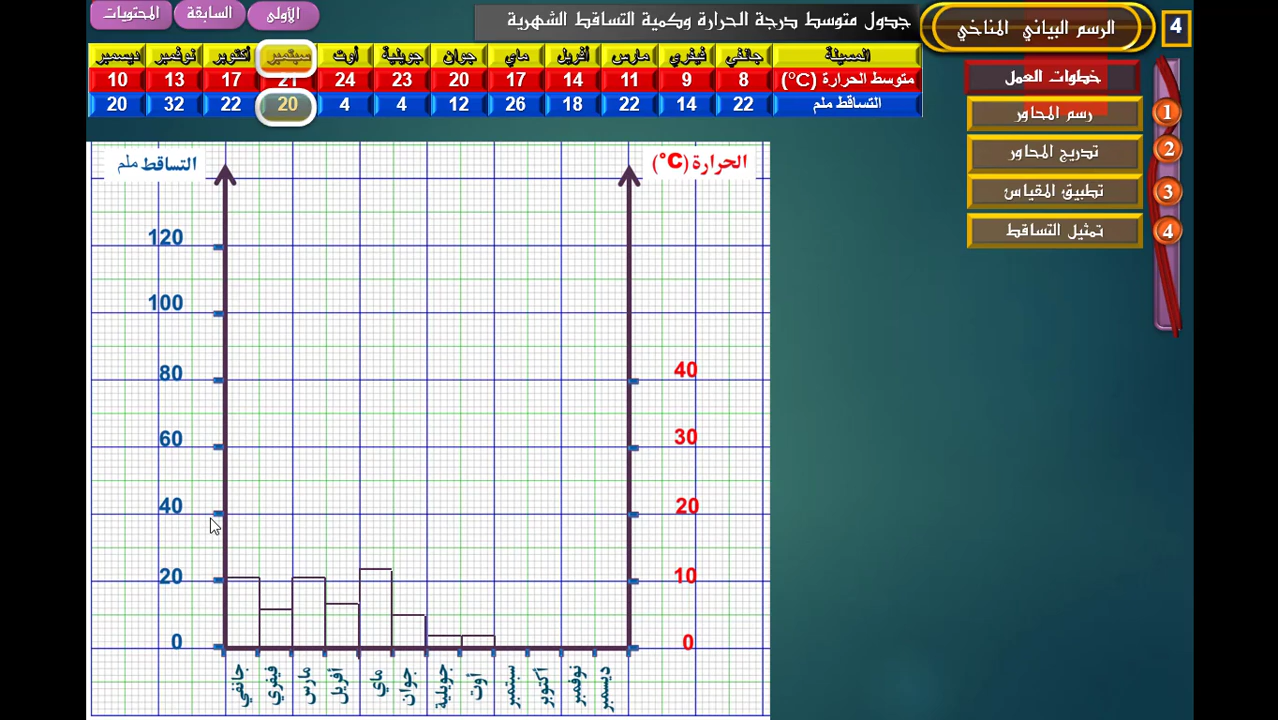 4
الرسم البياني المناخي
جدول متوسط درجة الحرارة وكمية التساقط الشهرية
الأولى
السابقة
المحتويات
المسيلة جانفي فيفري مارس أفريل ماي جوان جويلية أوت سبتمبر أكتوبر نوفمبر ديسمبر
متوسط الحرارة (C°) 8 9 11 14 17 20 23 24 21 17 13 10
التساقط ملم 22 14 22 18 26 12 4 4 20 22 32 20
خطوات العمل
رسم المحاور 1
تدريج المحاور 2
تطبيق المقياس 3
تمثيل التساقط 4
الحرارة (C°)
40
30
20
10
0
التساقط ملم
120
100
80
60
40
20
0
جانفي فيفري مارس أفريل ماي جوان جويلية أوت سبتمبر أكتوبر نوفمبر ديسمبر